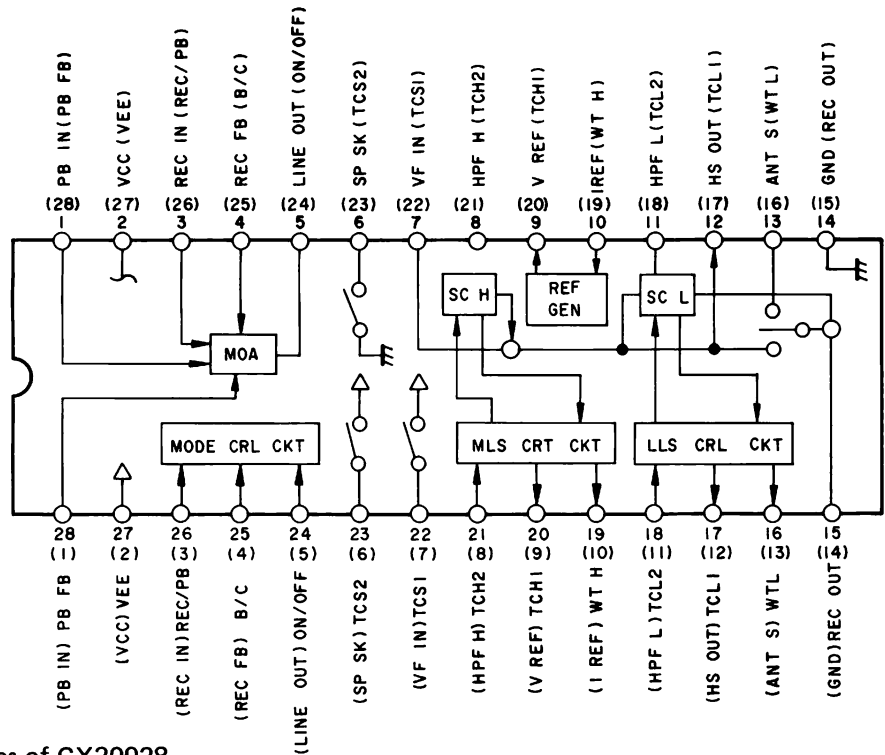 PB IN(PB FB)
VCC (VEE)
REC IN(REC/PB)
REC FB (B/C)
LINE OUT (ON/OFF)
SP SK (TCS2)
VF IN (TCS1)
HPF H (TCH2)
V REF(TCH1)
IREF(WT H)
HPF L(TCL2)
HS OUT(TCL1)
ANT S(WTL)
GND(REC OUT)
(28) (27) (26) (25) (24) (23) (22) (21) (20) (19) (18) (17) (16) (15)
1 2 3 4 5 6 7 8 9 10 11 12 13 14
SC H
REF
GEN
SC L
MOA
MODE CRL CKT
MLS CRT CKT
LLS CRL CKT
28 27 26 25 24 23 22 21 20 19 18 17 16 15
(1) (2) (3) (4) (5) (6) (7) (8) (9) (10) (11) (12) (13) (14)
(PB IN) PB FB
(VCC)VEE
(REC IN)REC/PB
(REC FB) B/C
(LINE OUT)ON/OFF
(SP SK)TCS2
(VF IN)TCS1
(HPF H)TCH2
(V REF)TCH1
(I REF)WT H
(HPF L)TCL2
(HS OUT)TCL1
(ANT S)WTL
(GND)REC OUT
of CX20028